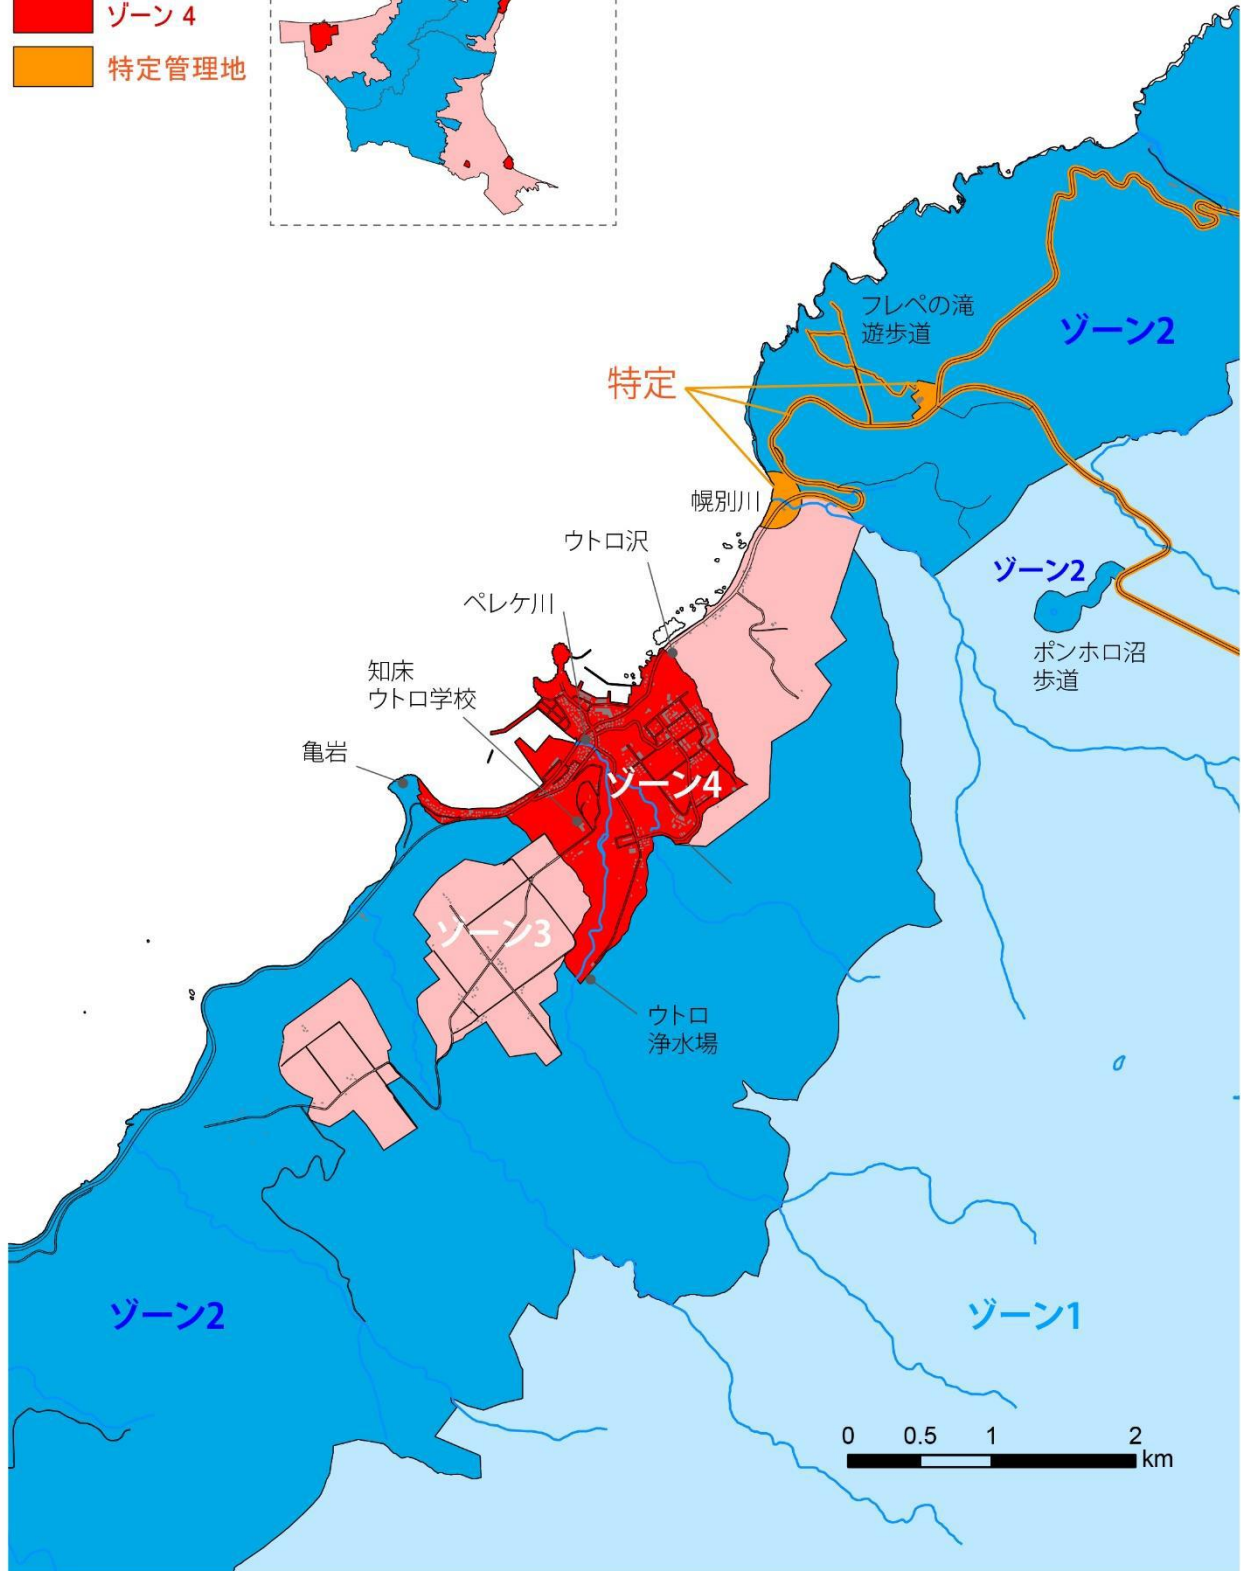 ゾーン 4
特定管理地
フレペの滝
遊歩道
ゾーン2
特定
幌別川
ウトロ沢
ゾーン2
ペレケ川
ポンホロ沼
歩道
知床
ウトロ学校
亀岩
ゾーン4
ゾーン3
ウトロ
浄水場
ゾーン2
ゾーン1
0 0.5 1 2
km